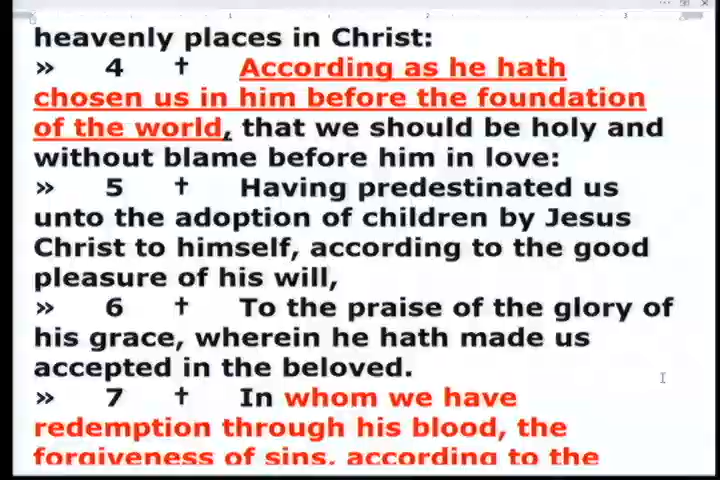 heavenly places in Christ:
» 4 † According as he hath
chosen us in him before the foundation
of the world, that we should be holy and
without blame before him in love:
» 5 † Having predestinated us
unto the adoption of children by Jesus
Christ to himself, according to the good
pleasure of his will,
» 6 † To the praise of the glory of
his grace, wherein he hath made us
accepted in the beloved.
» 7 † In whom we have
redemption through his blood, the
forgiveness of sins, according to the